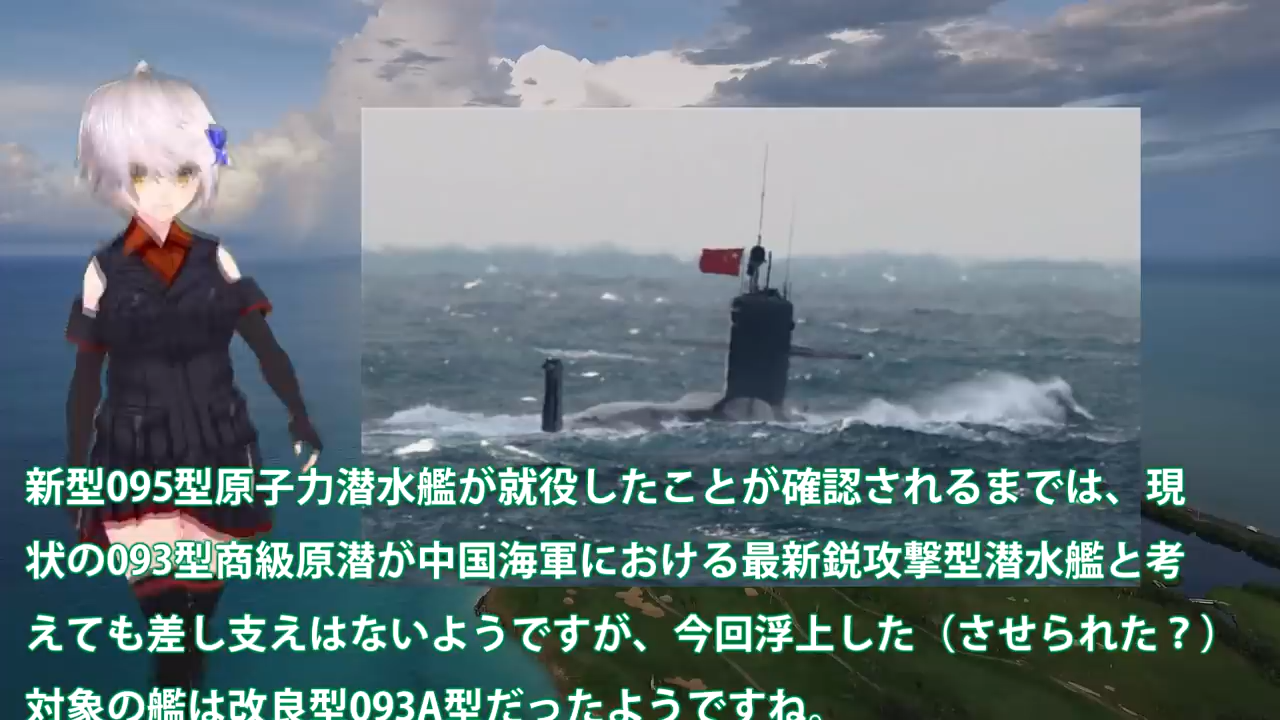 新型095型原子力潜水艦が就役したことが確認されるまでは、現
状の093型商級原潜が中国海軍における最新鋭攻撃型潜水艦と考
えても差し支えはないようですが、今回浮上した（させられた？）
対象の艦は改良型093A型だったようですね。